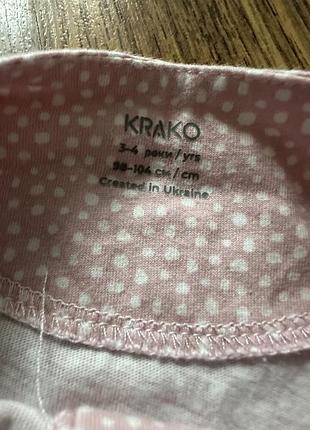 KRAKO
3-4 роки / yrs
98-104 см / cm
Created in Ukraine